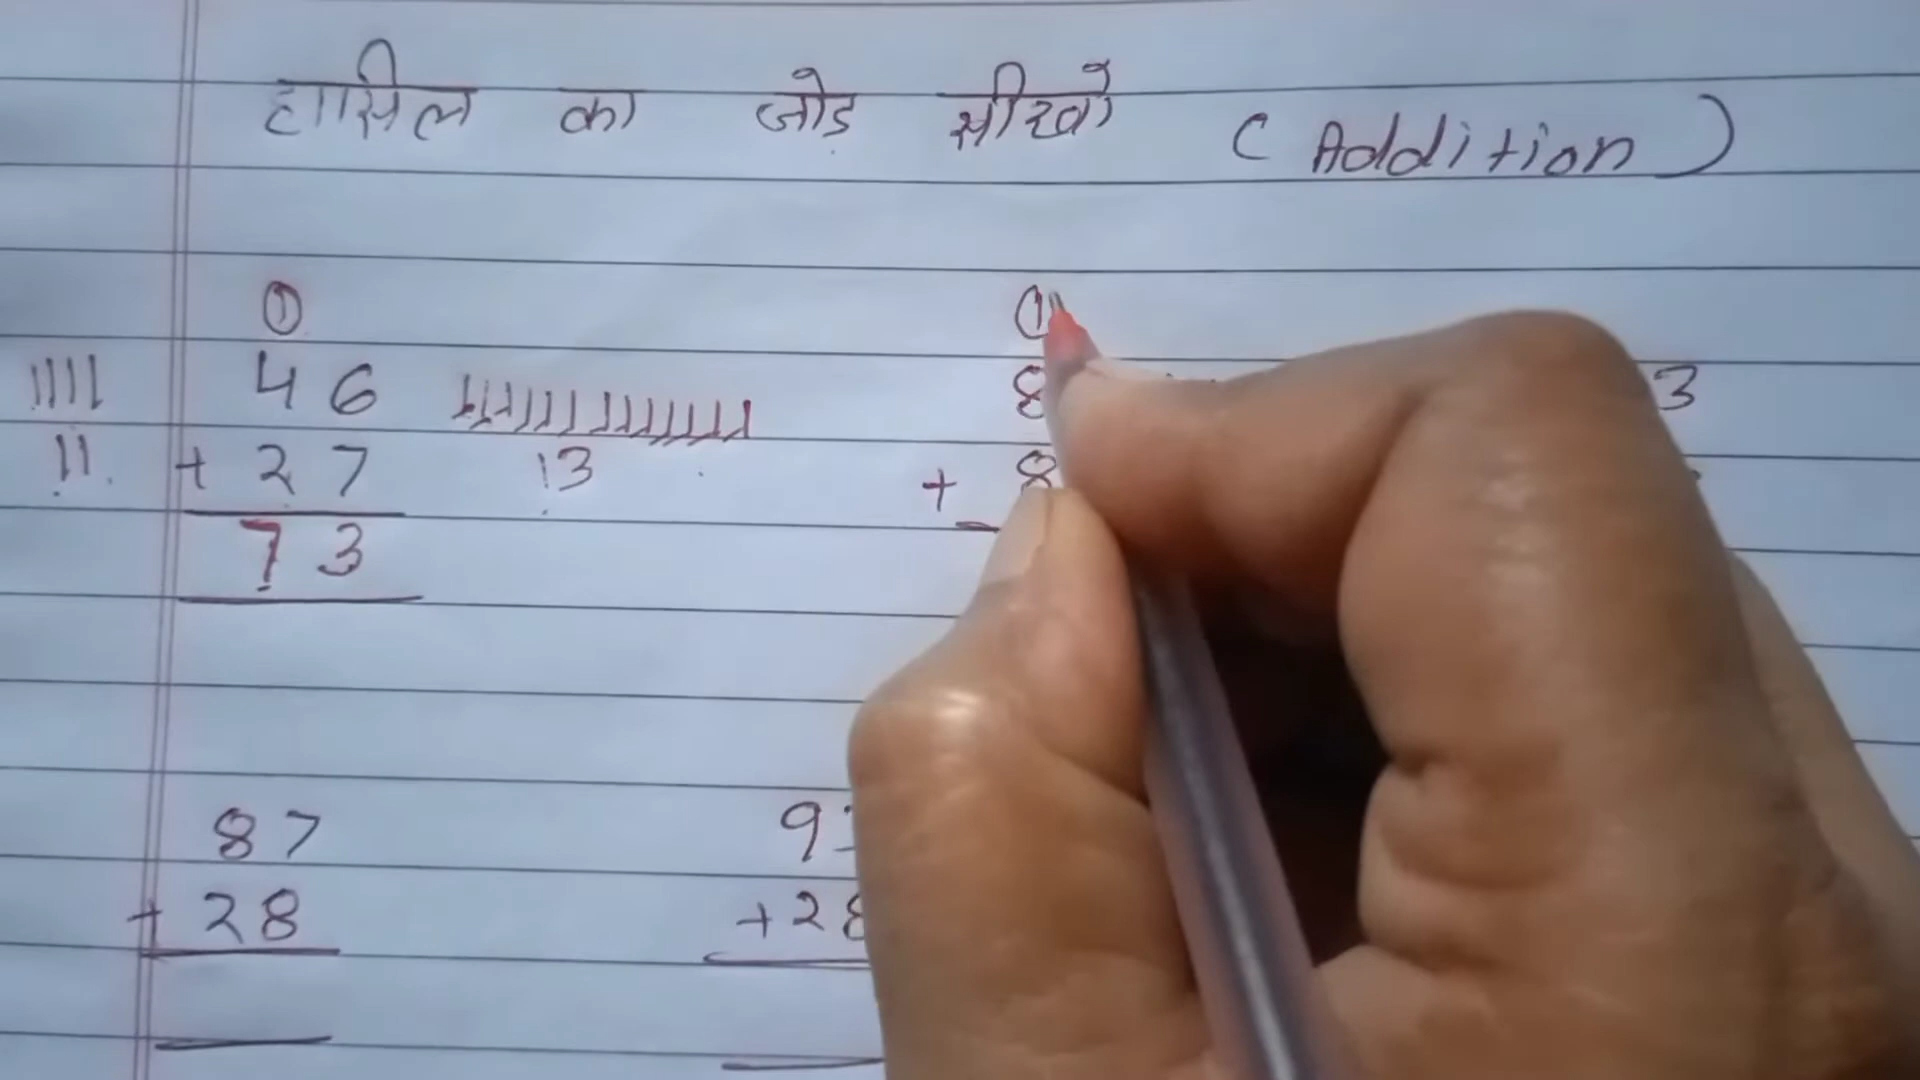 हासिल का जोड़ सीखो (Addition)
1 1
46 8 3
+ 27 13 + 8
73
87 9
+ 28 + 28